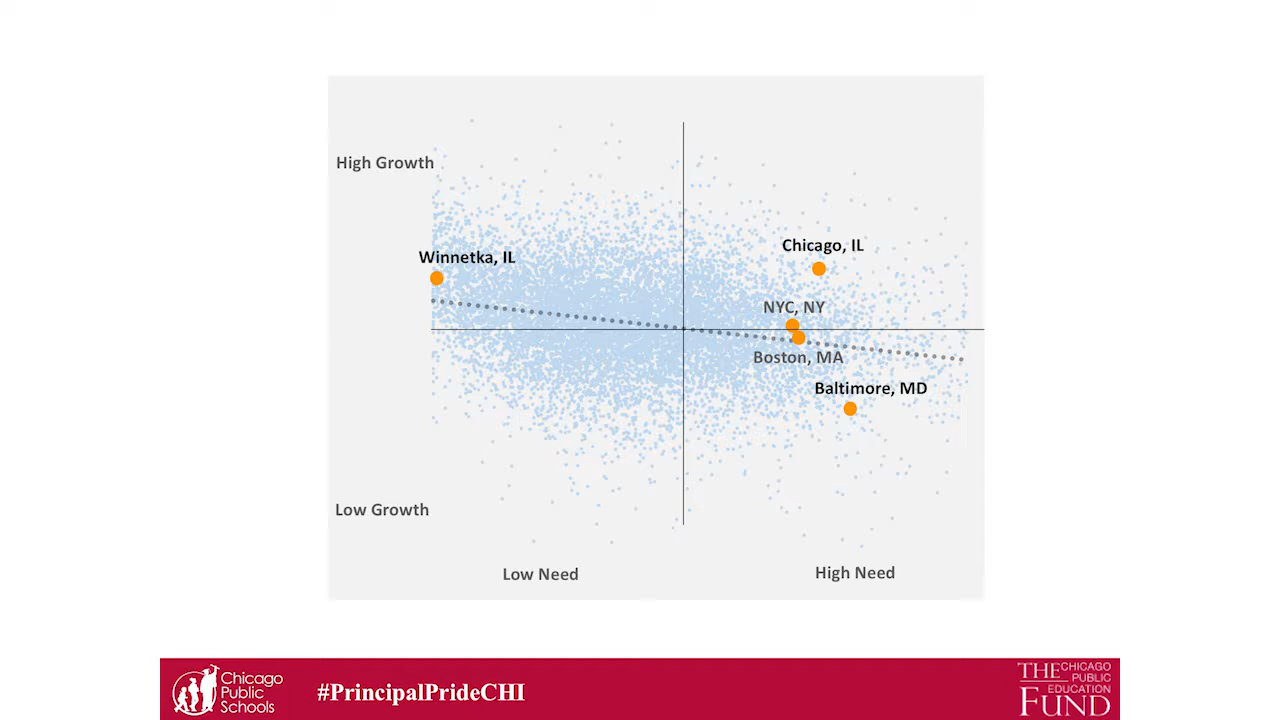 High Growth
Winnetka, IL
Chicago, IL
NYC, NY
Boston, MA
Baltimore, MD
Low Growth
Low Need
High Need
Chicago
Public
Schools
#PrincipalPrideCHI
THE CHICAGO
PUBLIC
EDUCATION
FUND